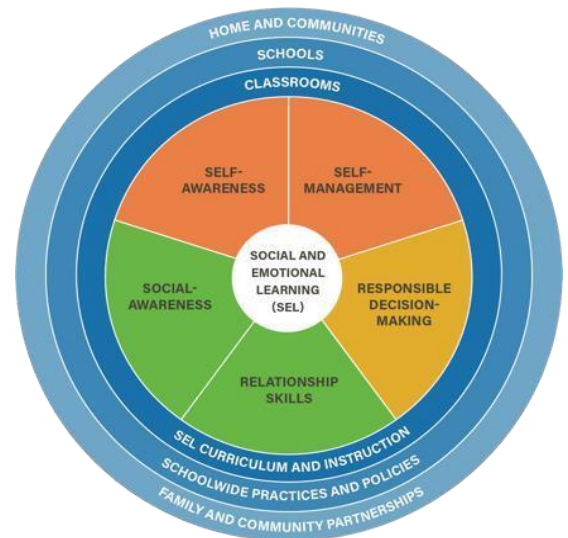 HOME AND COMMUNITIES
SCHOOLS
CLASSROOMS
SELF-
AWARENESS
SELF-
MANAGEMENT
SOCIAL AND
EMOTIONAL
LEARNING
(SEL)
SOCIAL-
AWARENESS
RESPONSIBLE
DECISION-
MAKING
RELATIONSHIP
SKILLS
SEL CURRICULUM AND INSTRUCTION
SCHOOLWIDE PRACTICES AND POLICIES
FAMILY AND COMMUNITY PARTNERSHIPS